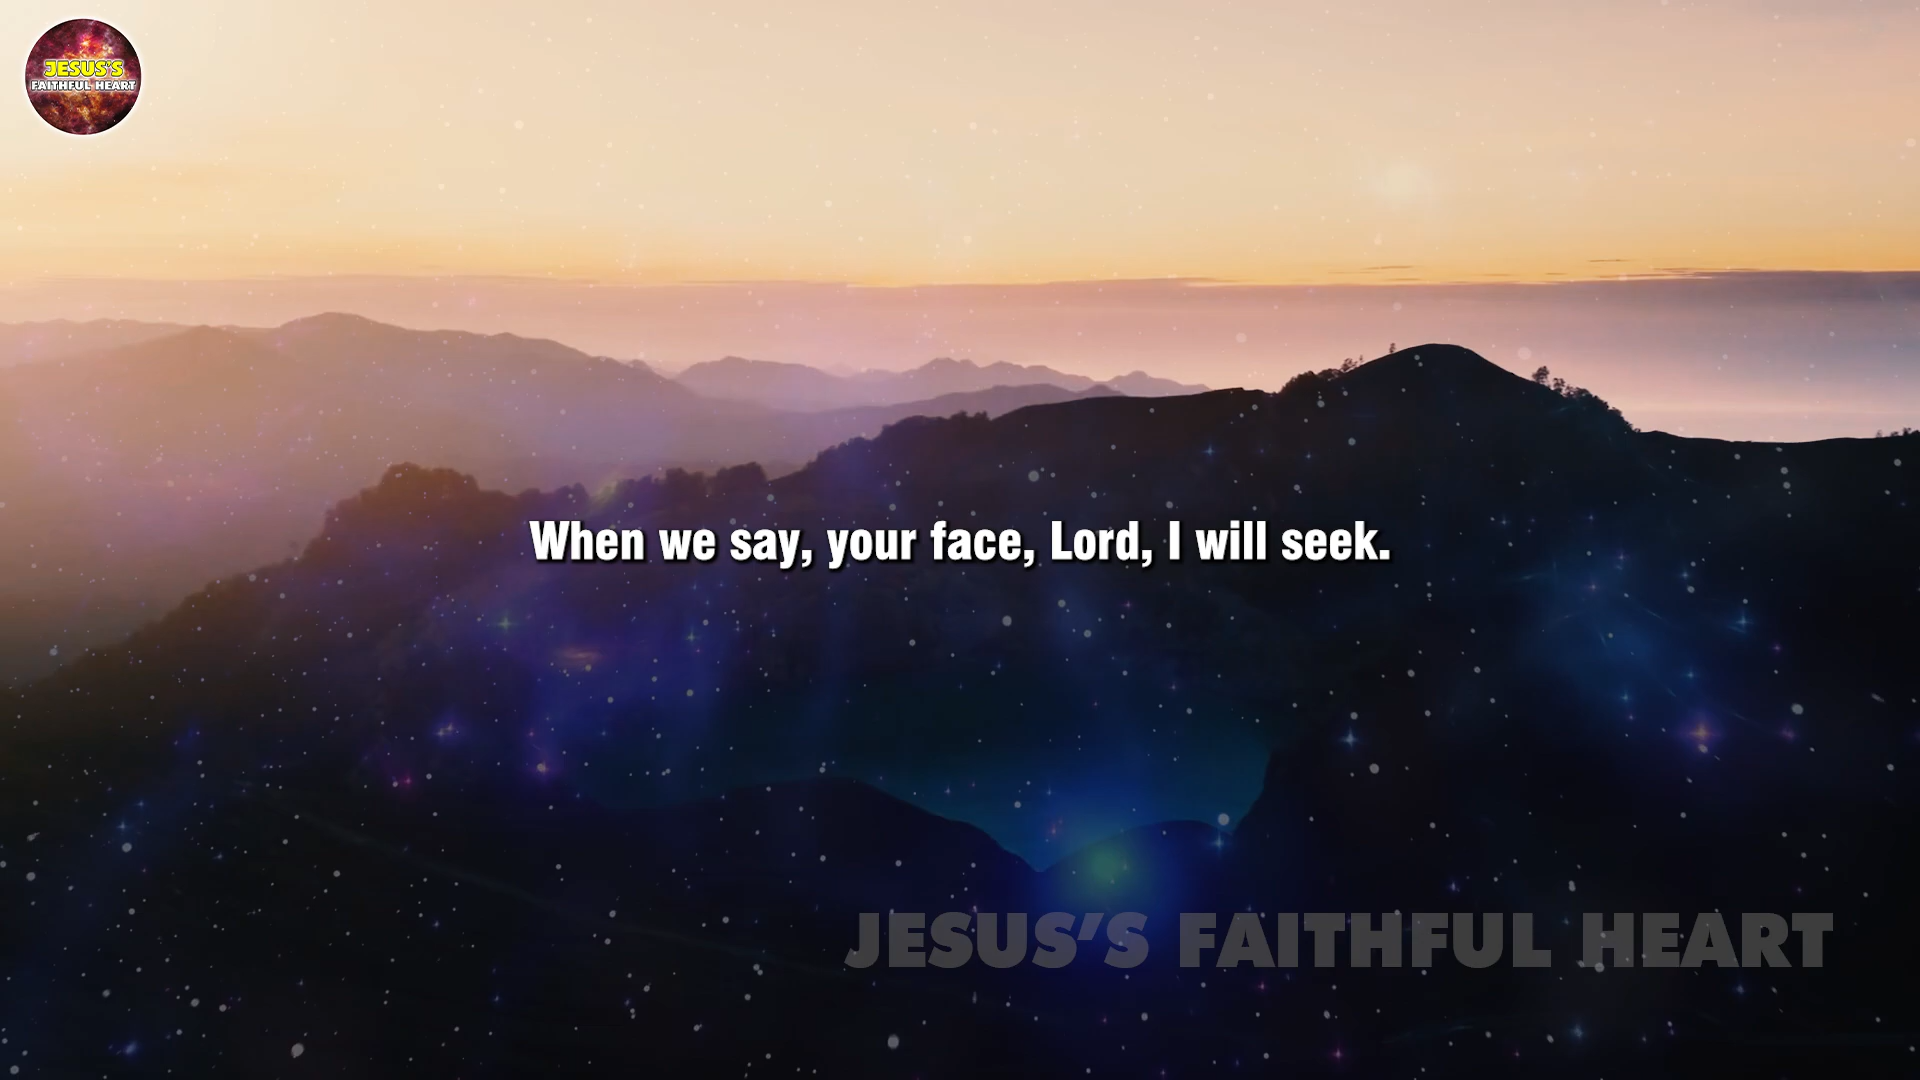 JESUS'S
FAITHFUL HEART
When we say, your face, Lord, I will seek.
JESUS'S FAITHFUL HEART